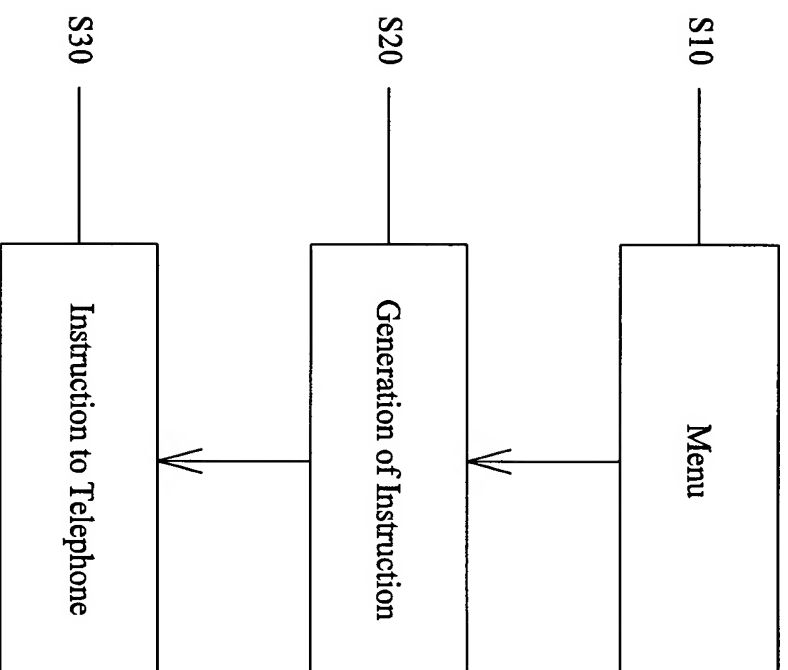 S10
Menu
S20
Generation of Instruction
S30
Instruction to Telephone